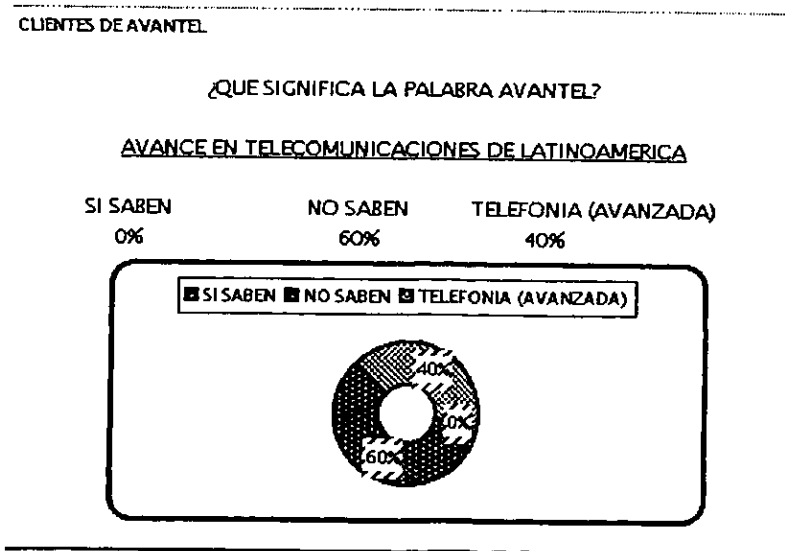 CLIENTES DE AVANTEL
¿QUE SIGNIFICA LA PALABRA AVANTEL?
AVANCE EN TELECOMUNICACIONES DE LATINOAMERICA
SI SABEN NO SABEN TELEFONIA (AVANZADA)
0% 60% 40%
SI SABEN NO SABEN TELEFONIA (AVANZADA)
40%
0%
60%